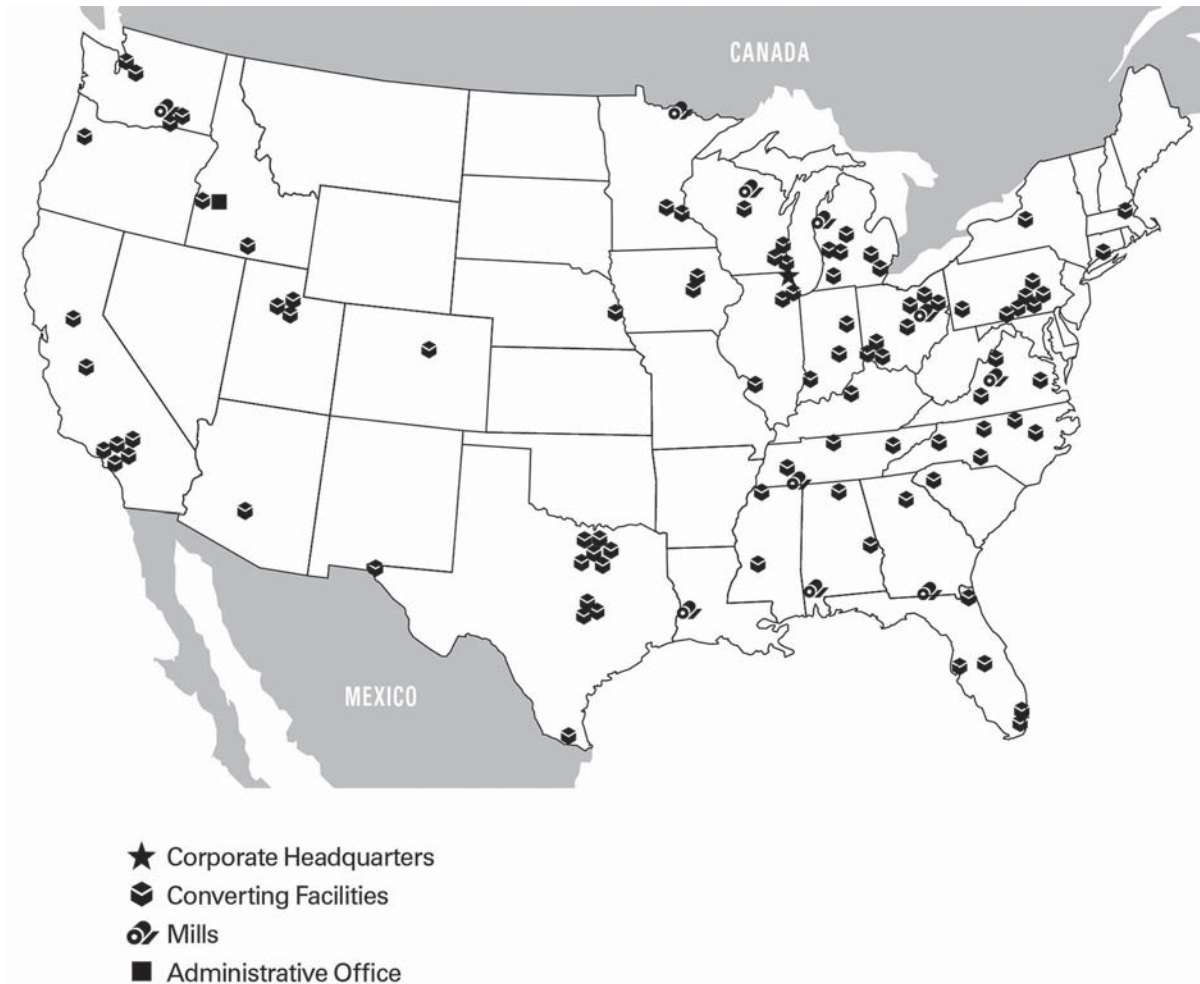 CANADA
MEXICO
Corporate Headquarters
Converting Facilities
Mills
Administrative Office